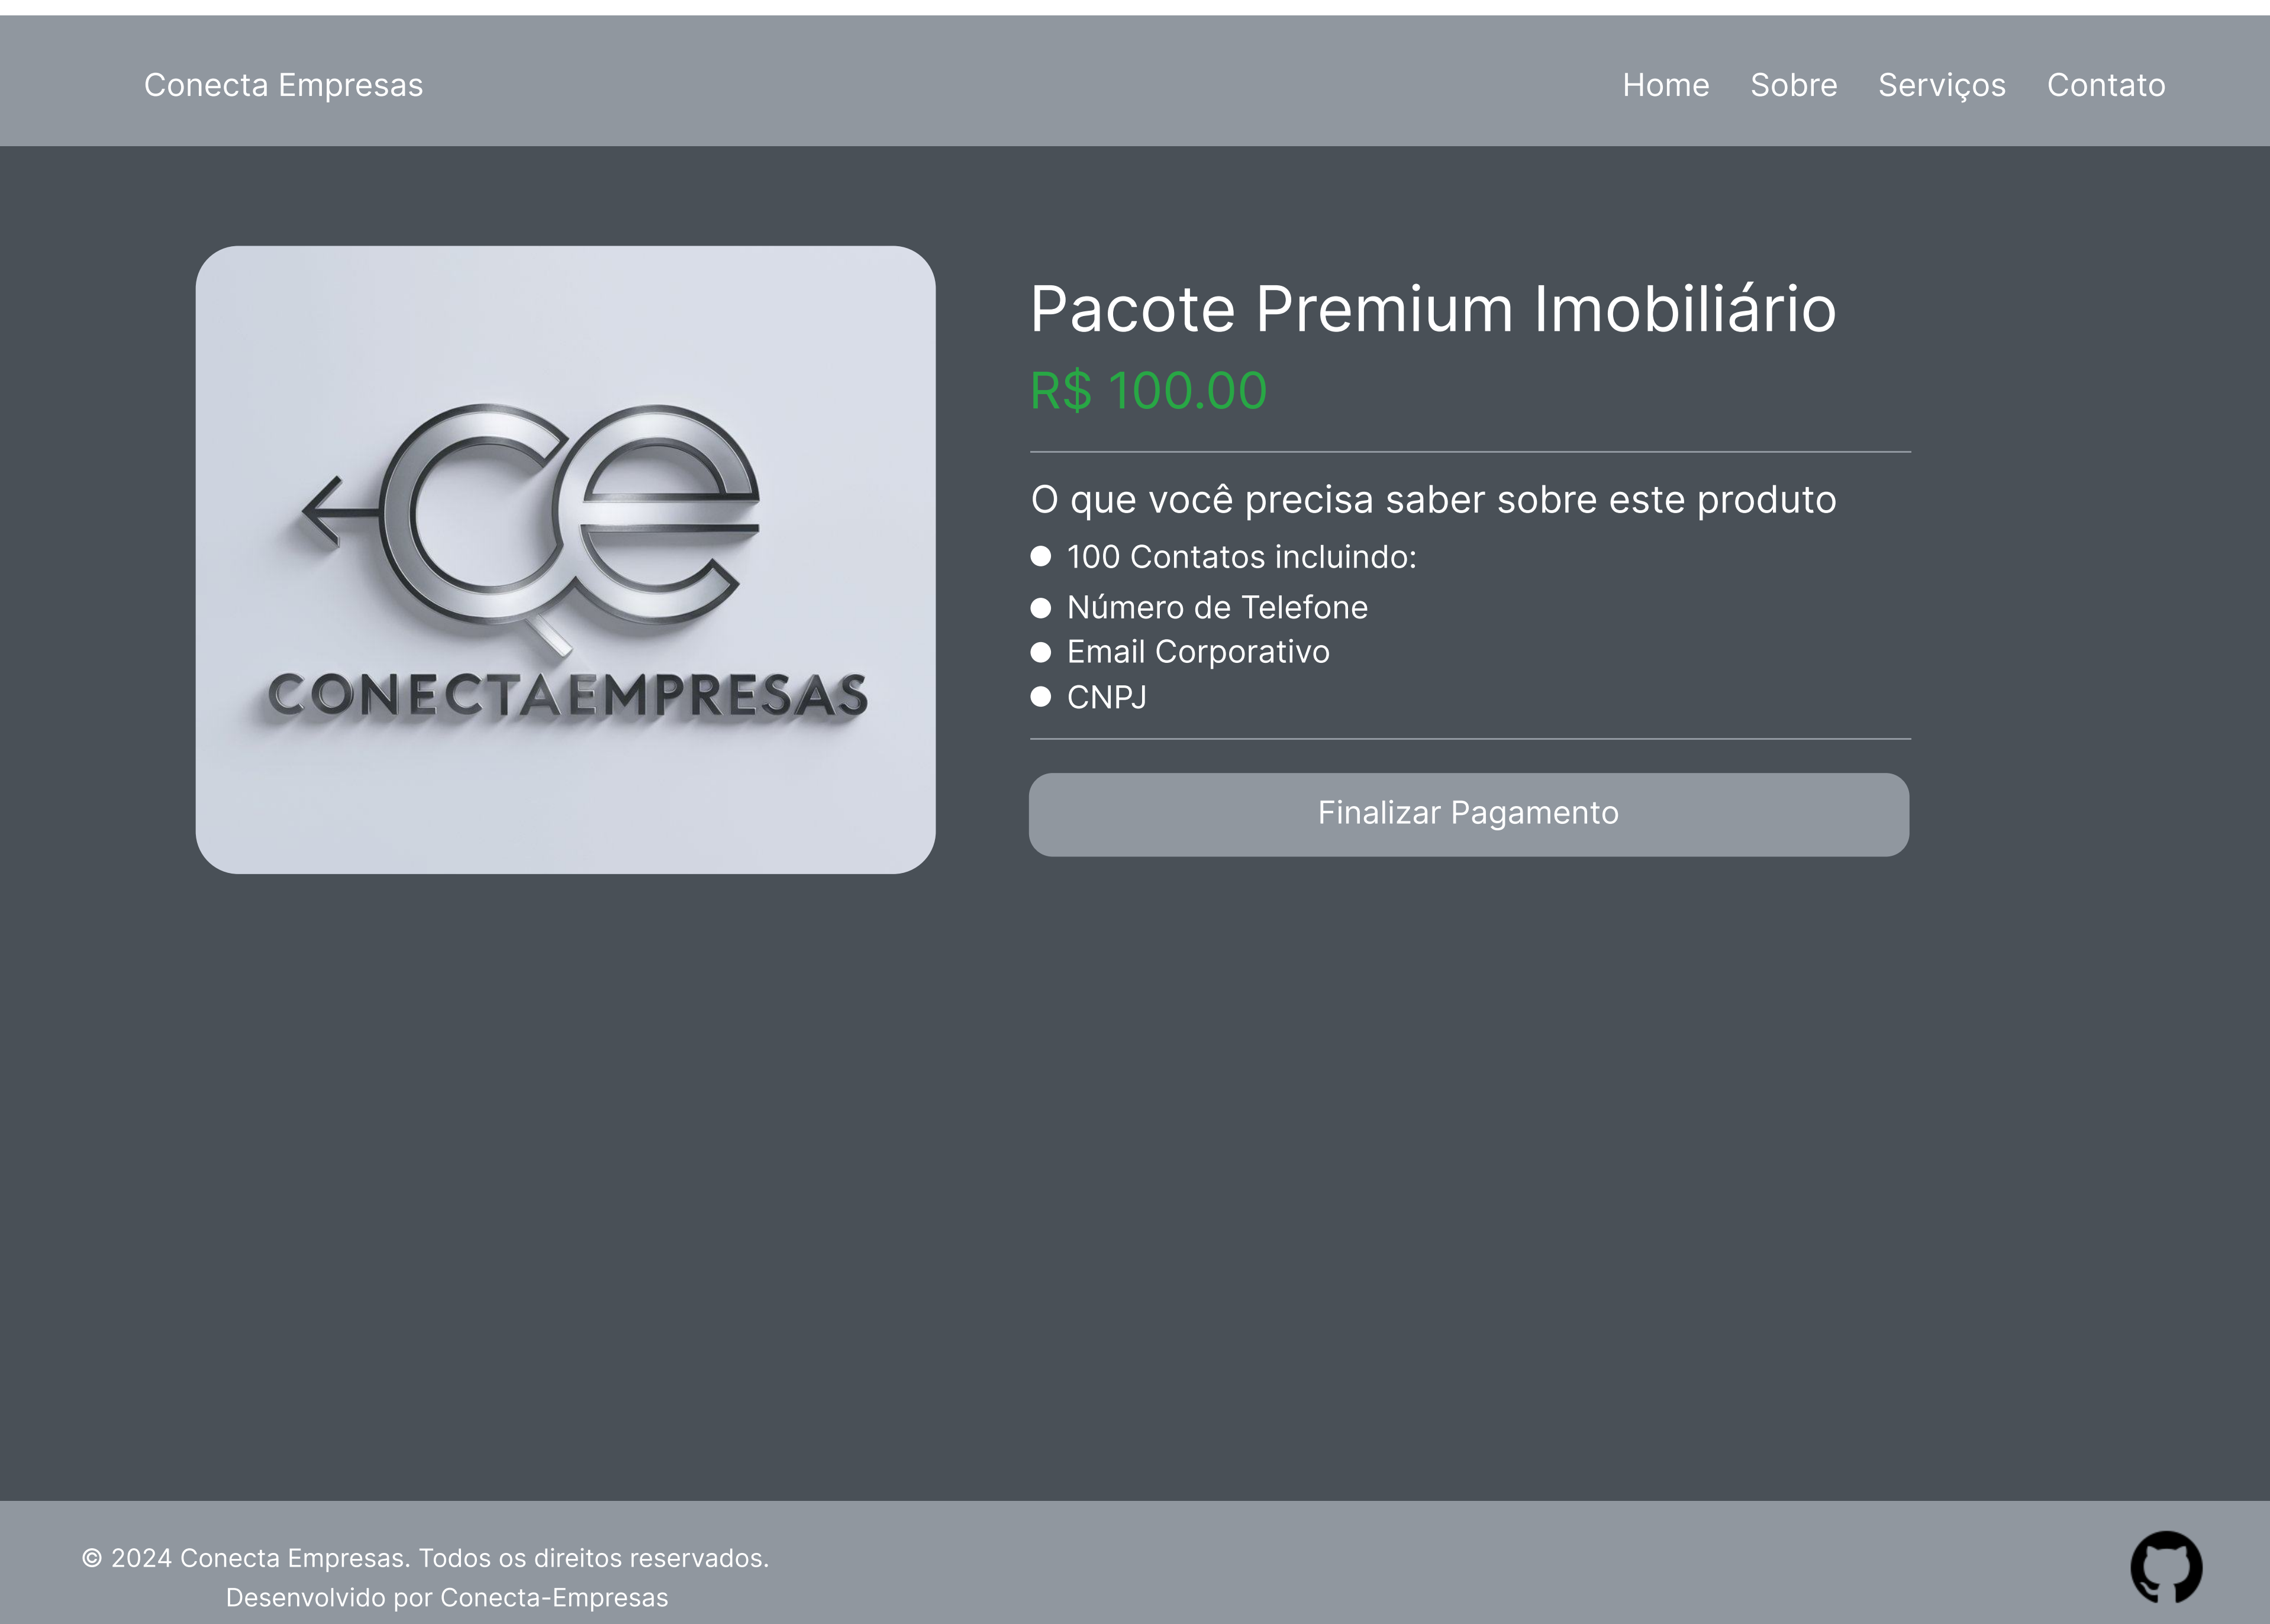 Conecta Empresas
Home Sobre Serviços Contato
ce
CONECTAEMPRESAS
Pacote Premium Imobiliário
R$ 100.00
O que você precisa saber sobre este produto
100 Contatos incluindo:
Número de Telefone
Email Corporativo
CNPJ
Finalizar Pagamento
© 2024 Conecta Empresas. Todos os direitos reservados.
Desenvolvido por Conecta-Empresas